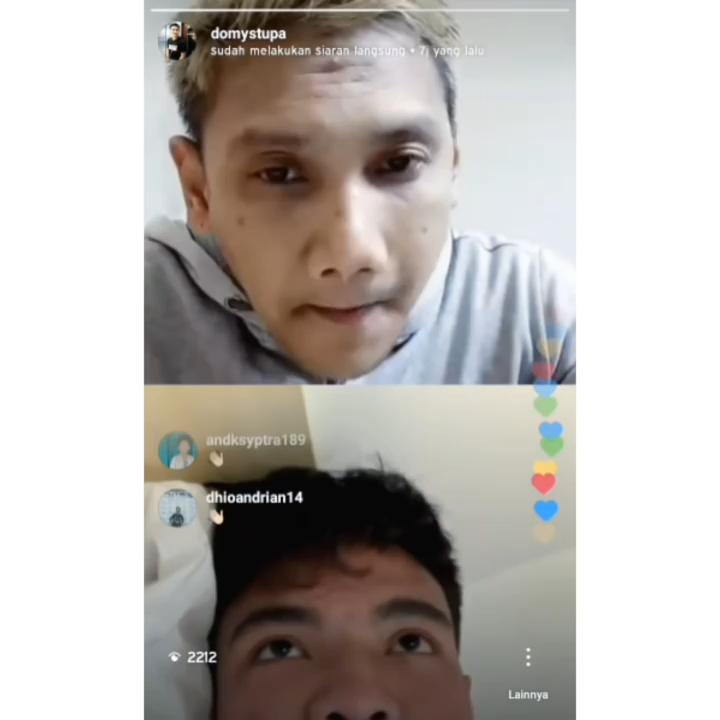 domystupa
sudah melakukan siaran langsung • 7j yang lalu
andksyptra189
dhioandrian14
2212
Lainnya